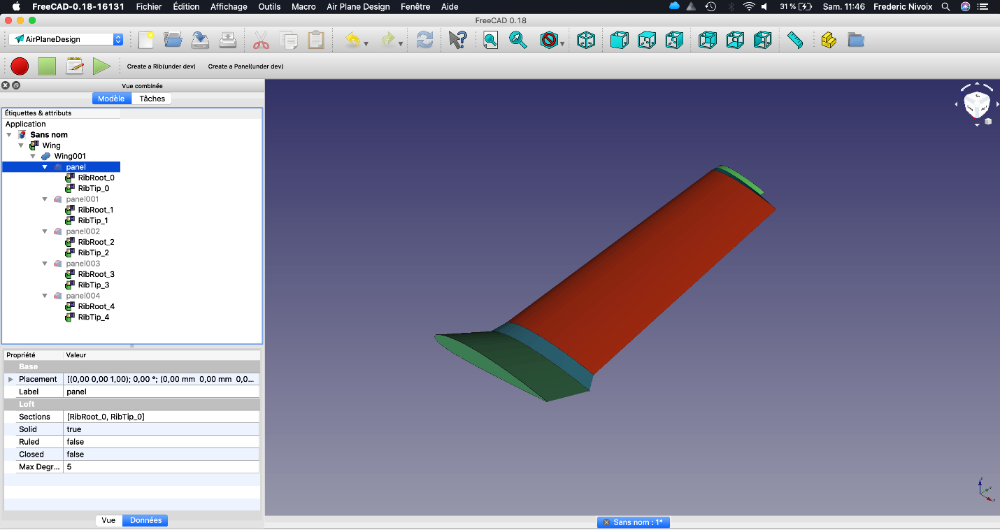 FreeCAD-0.18-16131 Fichier Édition Affichage Outils Macro Air Plane Design Fenêtre Aide 31 % Sam. 11:46 Frederic Nivoix
FreeCAD 0.18
AirPlaneDesign
Create a Rib(under dev) Create a Panel(under dev)
Vue combinée
Modèle Tâches
Étiquettes & attributs
Application
Sans nom
Wing
Wing001
panel
RibRoot_0
RibTip_0
panel001
RibRoot_1
RibTip_1
panel002
RibRoot_2
RibTip_2
panel003
RibRoot_3
RibTip_3
panel004
RibRoot_4
RibTip_4
Propriété Valeur
Base
Placement [(0,00 0,00 1,00); 0,00 °; (0,00 mm 0,00 mm 0,0...
Label panel
Loft
Sections [RibRoot_0, RibTip_0]
Solid true
Ruled false
Closed false
Max Degr... 5
Vue Données
Sans nom : 1*